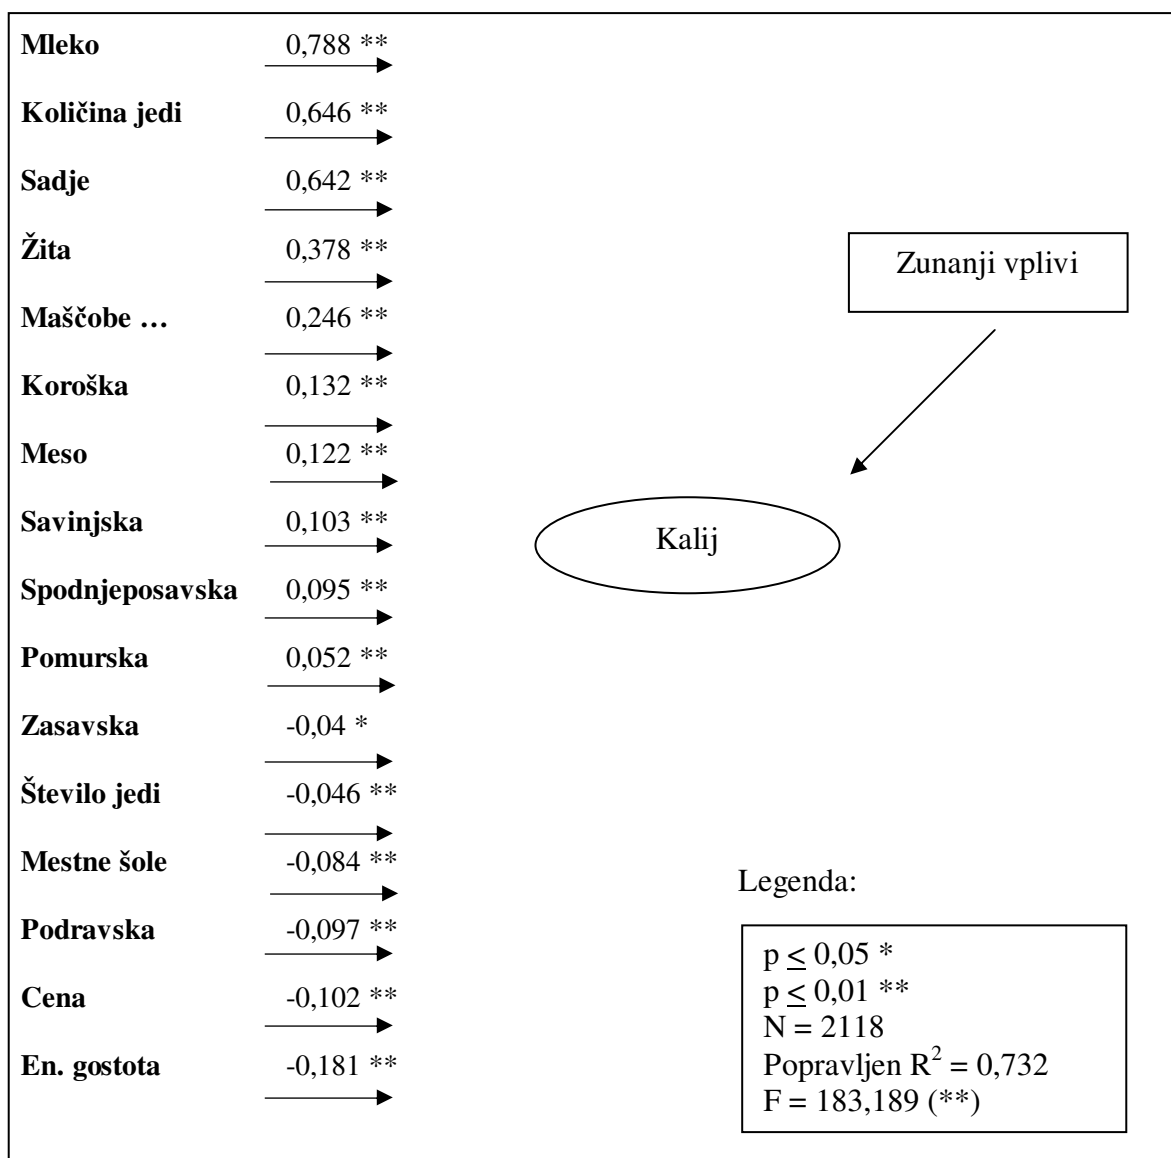 Mleko 0,788 **
Količina jedi 0,646 **
Sadje 0,642 **
Žita 0,378 **
Maščobe … 0,246 **
Koroška 0,132 **
Meso 0,122 **
Savinjska 0,103 **
Spodnjeposavska 0,095 **
Pomurska 0,052 **
Zasavska -0,04 *
Število jedi -0,046 **
Mestne šole -0,084 **
Podravska -0,097 **
Cena -0,102 **
En. gostota -0,181 **
Zunanji vplivi
Kalij
Legenda:
p ≤ 0,05 *
p ≤ 0,01 **
N = 2118
Popravljen R² = 0,732
F = 183,189 (**)